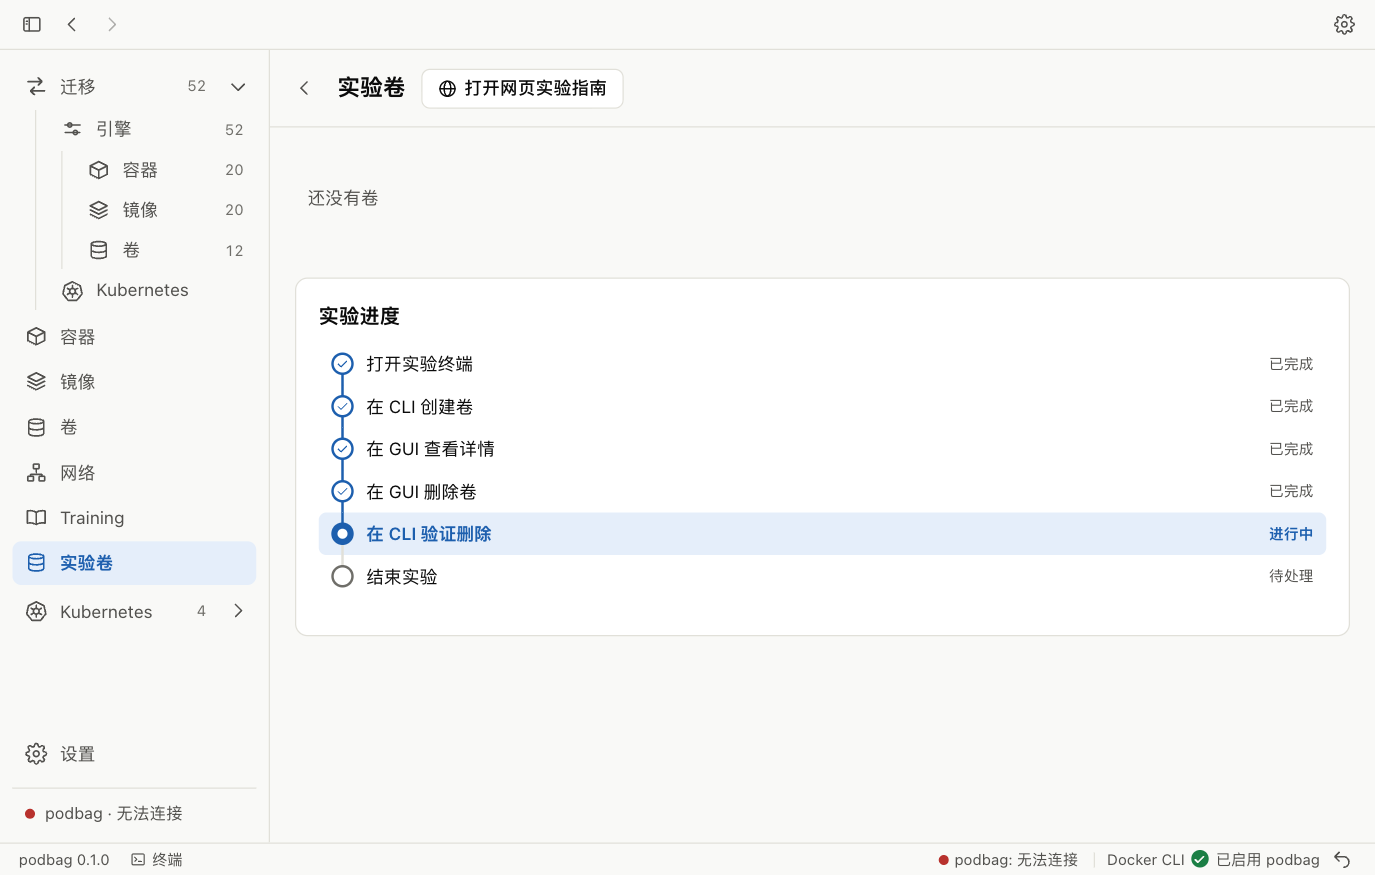 迁移 52
引擎 52
容器 20
镜像 20
卷 12
Kubernetes
容器
镜像
卷
网络
Training
实验卷
Kubernetes 4
设置
podbag · 无法连接
实验卷
打开网页实验指南
还没有卷
实验进度
打开实验终端 已完成
在 CLI 创建卷 已完成
在 GUI 查看详情 已完成
在 GUI 删除卷 已完成
在 CLI 验证删除 进行中
结束实验 待处理
podbag 0.1.0 终端 podbag: 无法连接 Docker CLI 已启用 podbag